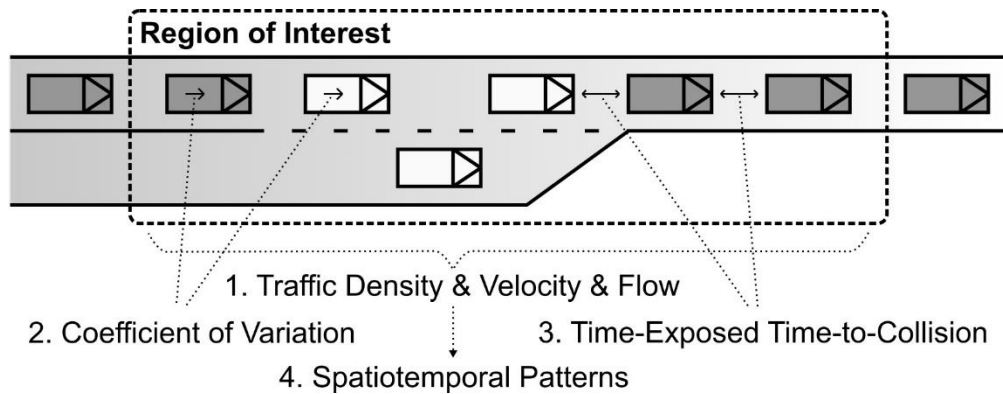 Region of Interest
1. Traffic Density & Velocity & Flow
2. Coefficient of Variation
3. Time-Exposed Time-to-Collision
4. Spatiotemporal Patterns